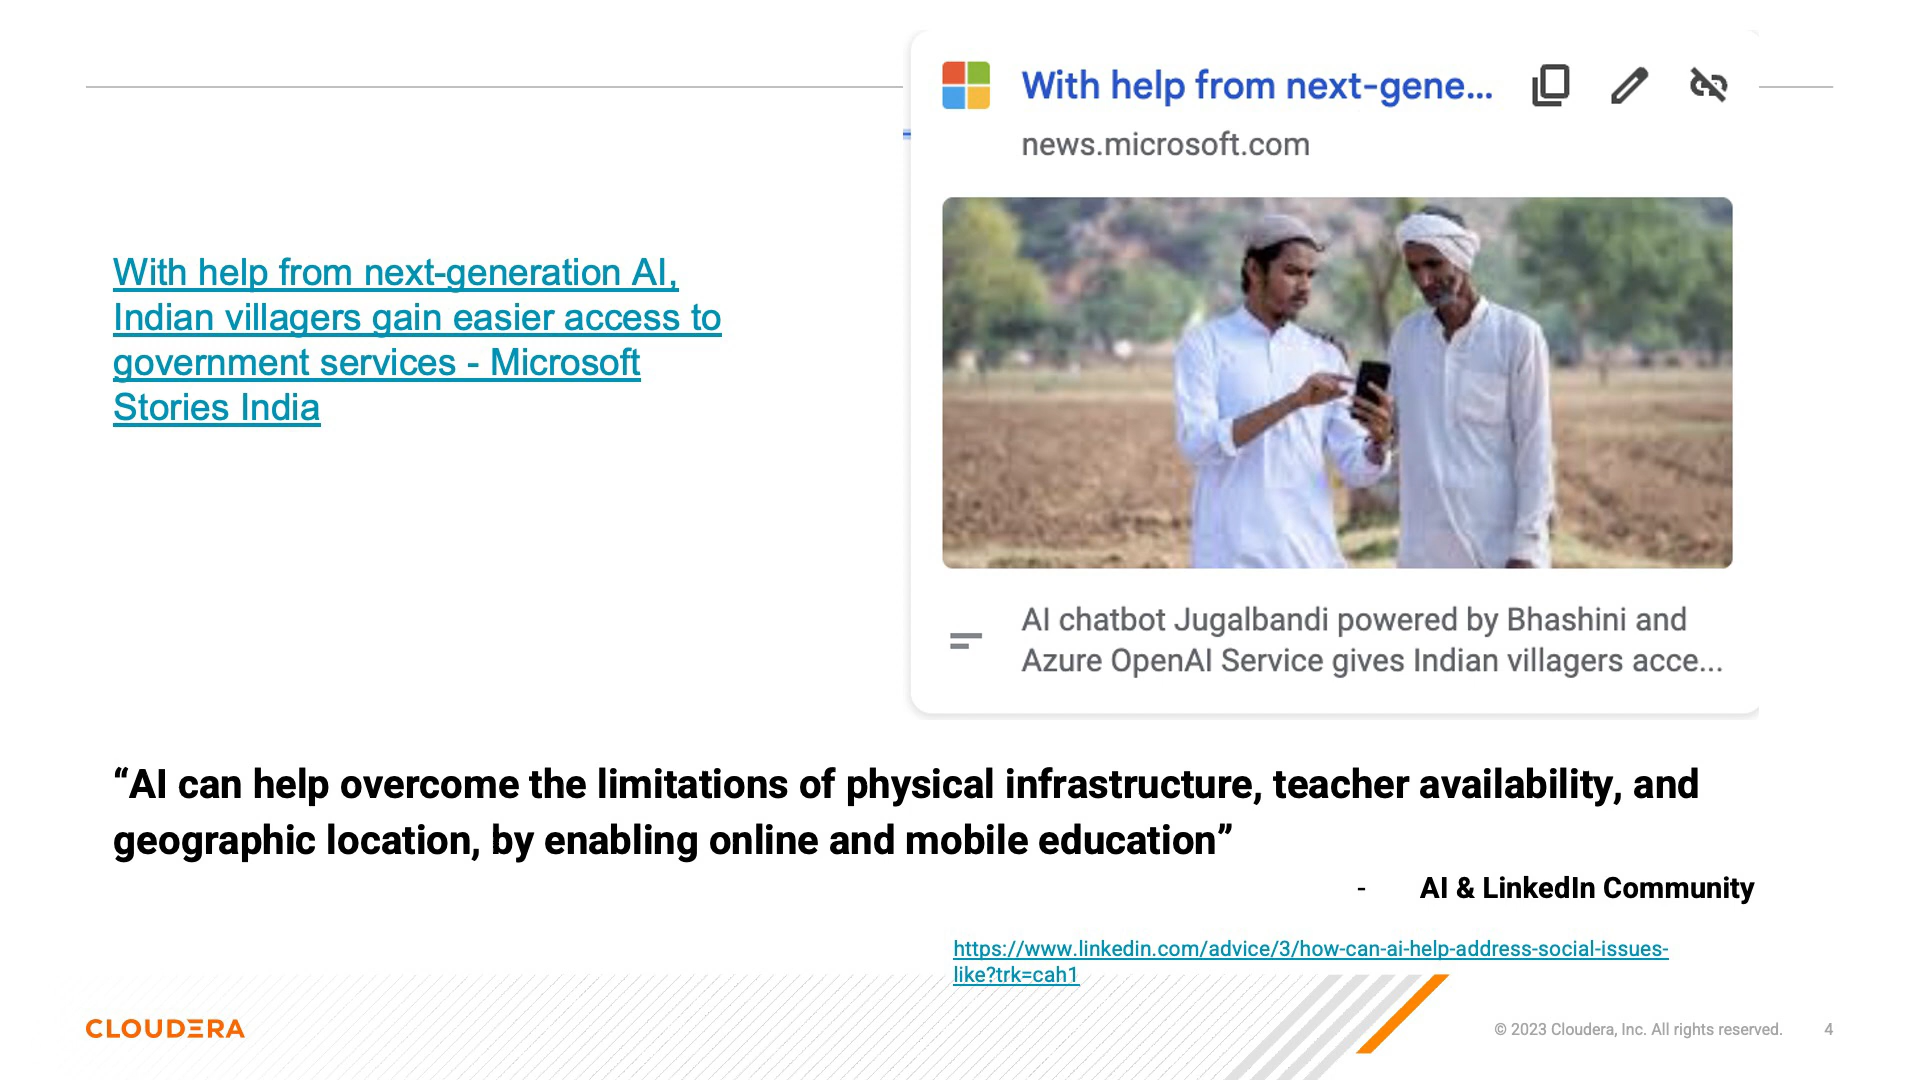 With help from next-gene...
news.microsoft.com
With help from next-generation AI,
Indian villagers gain easier access to
government services - Microsoft
Stories India
AI chatbot Jugalbandi powered by Bhashini and
Azure OpenAI Service gives Indian villagers acce...
“AI can help overcome the limitations of physical infrastructure, teacher availability, and
geographic location, by enabling online and mobile education”
- AI & LinkedIn Community
https://www.linkedin.com/advice/3/how-can-ai-help-address-social-issues-
like?trk=cah1
CLOUDERA
© 2023 Cloudera, Inc. All rights reserved. 4